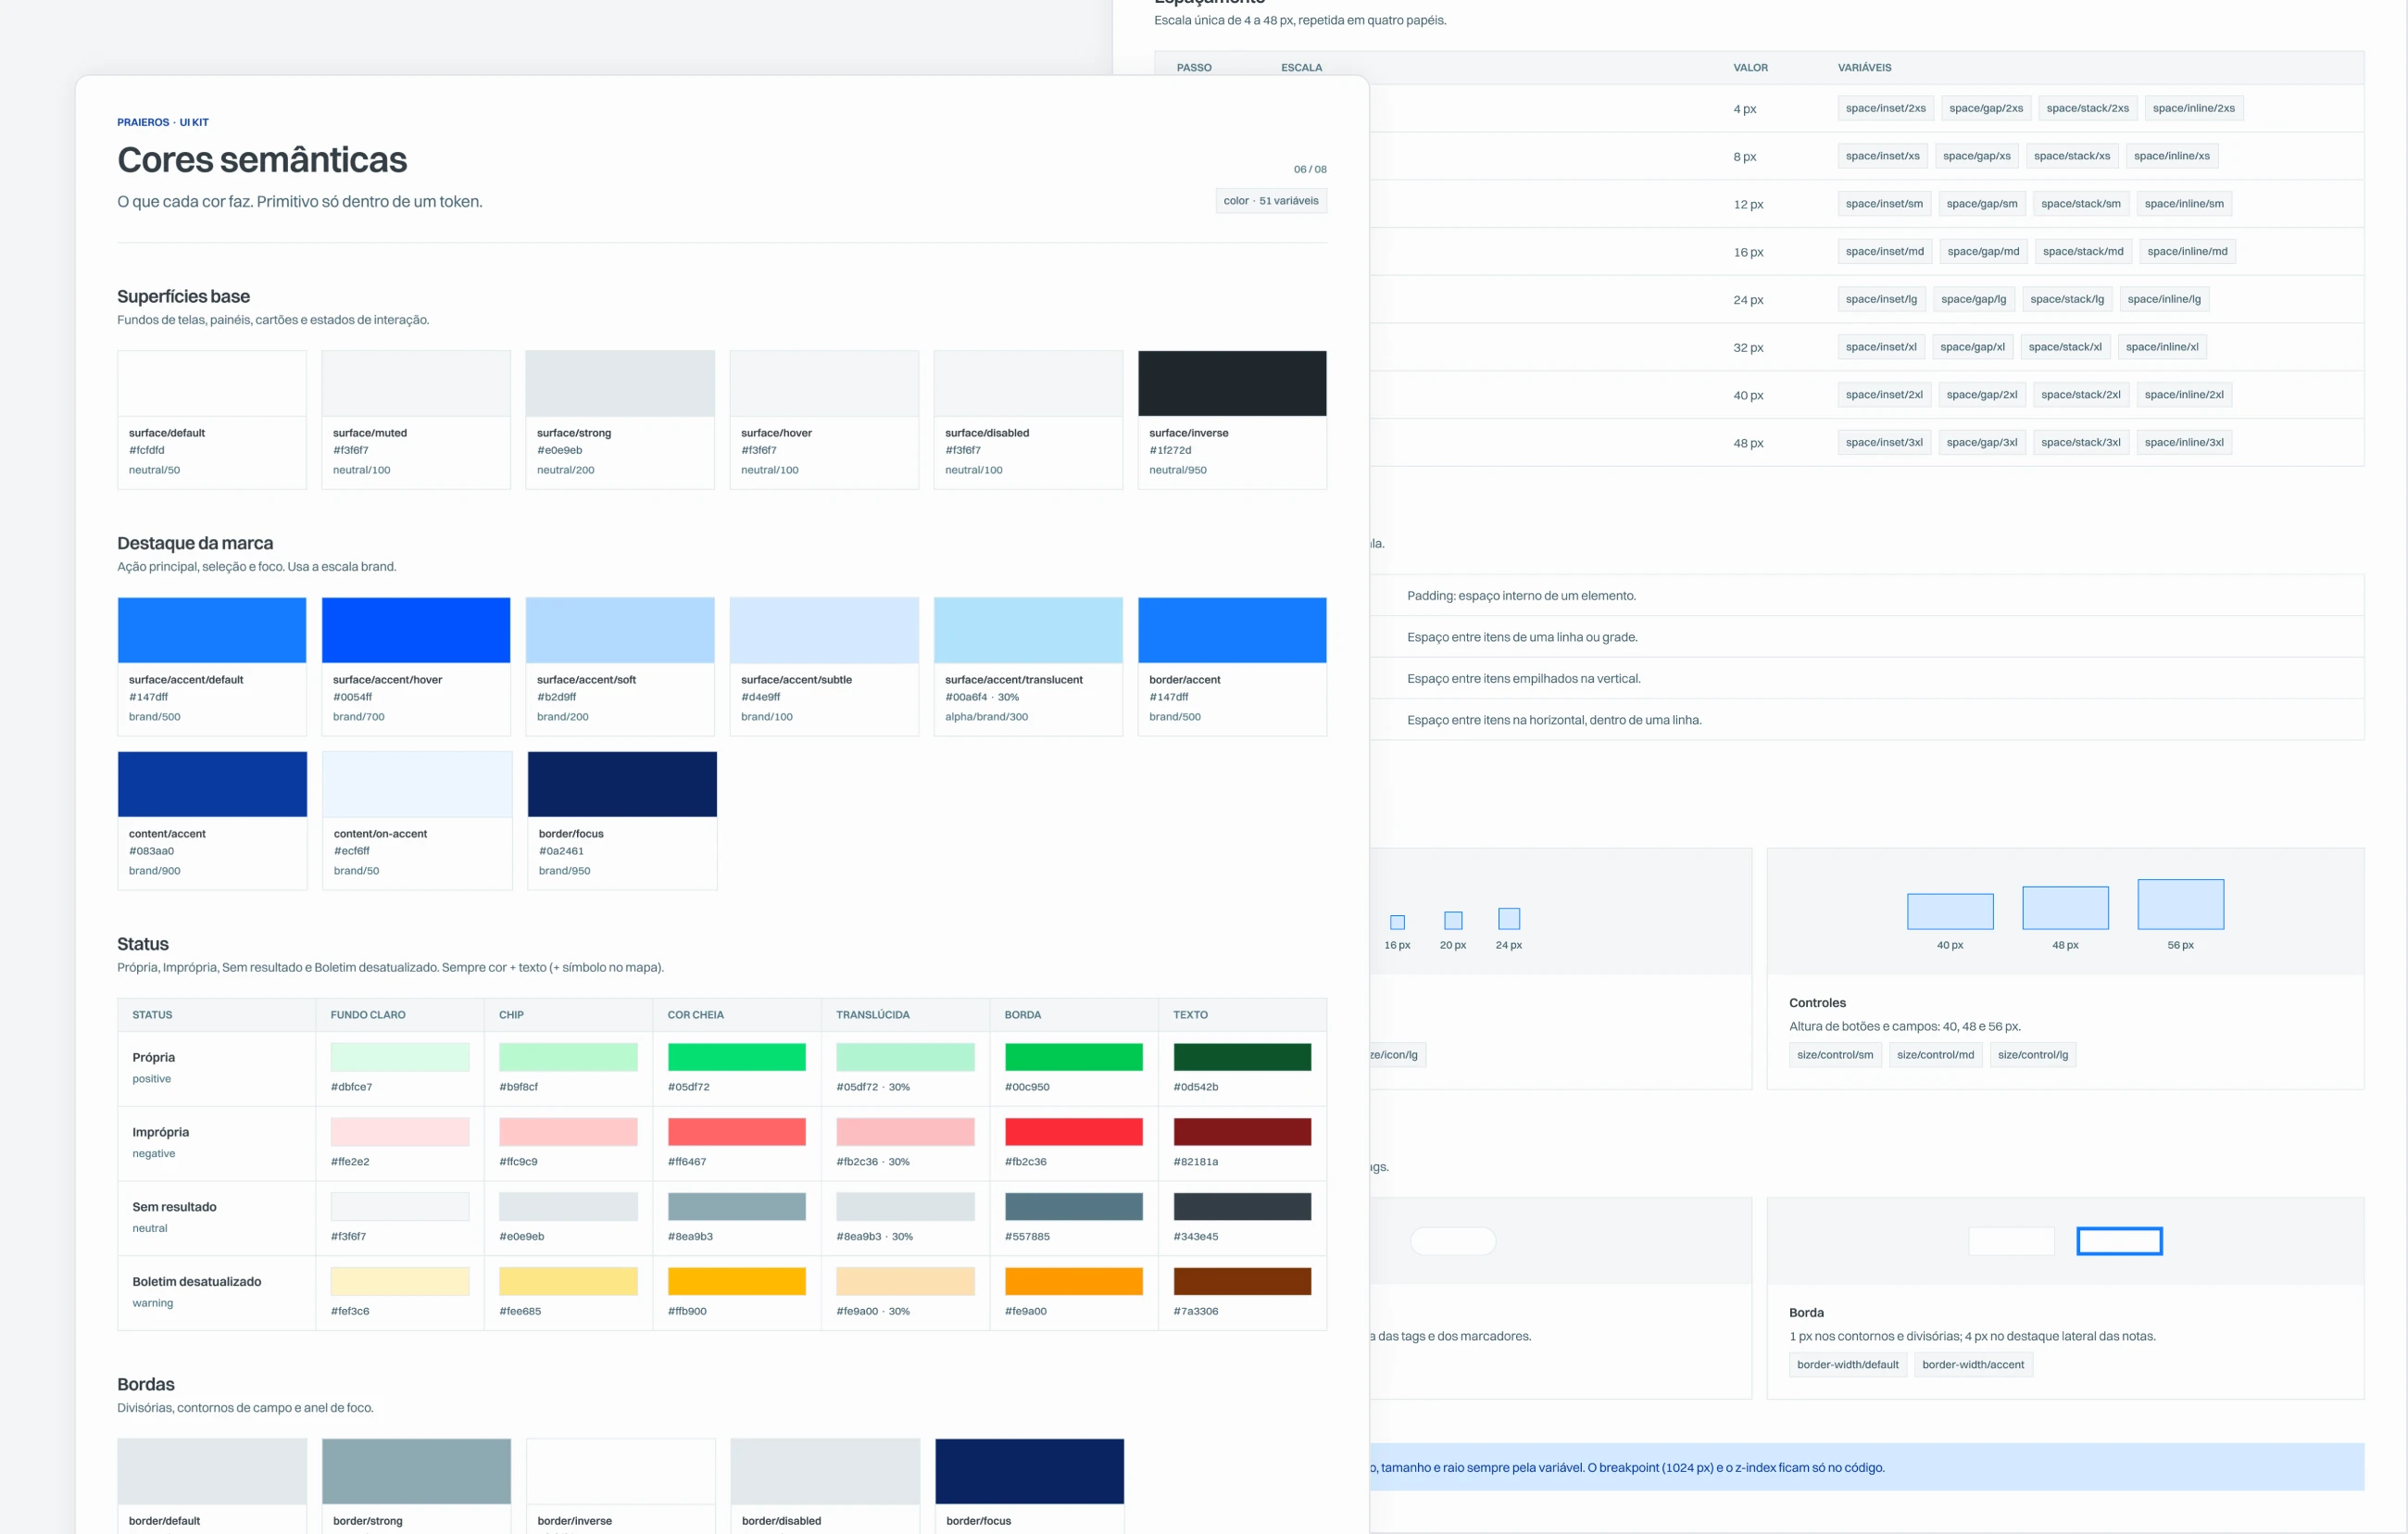 PRAIEROS · UI KIT
Cores semânticas
O que cada cor faz. Primitivo só dentro de um token.
06 / 08
color · 51 variáveis
Superfícies base
Fundos de telas, painéis, cartões e estados de interação.
surface/default
#fcfdfd
neutral/50
surface/muted
#f3f6f7
neutral/100
surface/strong
#e0e9eb
neutral/200
surface/hover
#f3f6f7
neutral/100
surface/disabled
#f3f6f7
neutral/100
surface/inverse
#1f272d
neutral/950
Destaque da marca
Ação principal, seleção e foco. Usa a escala brand.
surface/accent/default
#147dff
brand/500
surface/accent/hover
#0054ff
brand/700
surface/accent/soft
#b2d9ff
brand/200
surface/accent/subtle
#d4e9ff
brand/100
surface/accent/translucent
#00a6f4 · 30%
alpha/brand/300
border/accent
#147dff
brand/500
content/accent
#083aa0
brand/900
content/on-accent
#ecf6ff
brand/50
border/focus
#0a2461
brand/950
Status
Própria, Imprópria, Sem resultado e Boletim desatualizado. Sempre cor + texto (+ símbolo no mapa).
STATUS FUNDO CLARO CHIP COR CHEIA TRANSLÚCIDA BORDA TEXTO
Própria
positive
#dbfce7 #b9f8cf #05df72 #05df72 · 30% #00c950 #0d542b
Imprópria
negative
#ffe2e2 #ffc9c9 #ff6467 #fb2c36 · 30% #fb2c36 #82181a
Sem resultado
neutral
#f3f6f7 #e0e9eb #8ea9b3 #8ea9b3 · 30% #557885 #343e45
Boletim desatualizado
warning
#fef3c6 #fee685 #ffb900 #fe9a00 · 30% #fe9a00 #7a3306
Bordas
Divisórias, contornos de campo e anel de foco.
border/default
border/strong
border/inverse
border/disabled
border/focus
Espaçamento
Escala única de 4 a 48 px, repetida em quatro papéis.
PASSO ESCALA VALOR VARIÁVEIS
4 px space/inset/2xs space/gap/2xs space/stack/2xs space/inline/2xs
8 px space/inset/xs space/gap/xs space/stack/xs space/inline/xs
12 px space/inset/sm space/gap/sm space/stack/sm space/inline/sm
16 px space/inset/md space/gap/md space/stack/md space/inline/md
24 px space/inset/lg space/gap/lg space/stack/lg space/inline/lg
32 px space/inset/xl space/gap/xl space/stack/xl space/inline/xl
40 px space/inset/2xl space/gap/2xl space/stack/2xl space/inline/2xl
48 px space/inset/3xl space/gap/3xl space/stack/3xl space/inline/3xl
Padding: espaço interno de um elemento.
Espaço entre itens de uma linha ou grade.
Espaço entre itens empilhados na vertical.
Espaço entre itens na horizontal, dentro de uma linha.
16 px 20 px 24 px
ze/icon/lg
40 px 48 px 56 px
Controles
Altura de botões e campos: 40, 48 e 56 px.
size/control/sm size/control/md size/control/lg
das tags e dos marcadores.
Borda
1 px nos contornos e divisórias; 4 px no destaque lateral das notas.
border-width/default border-width/accent
, tamanho e raio sempre pela variável. O breakpoint (1024 px) e o z-index ficam só no código.